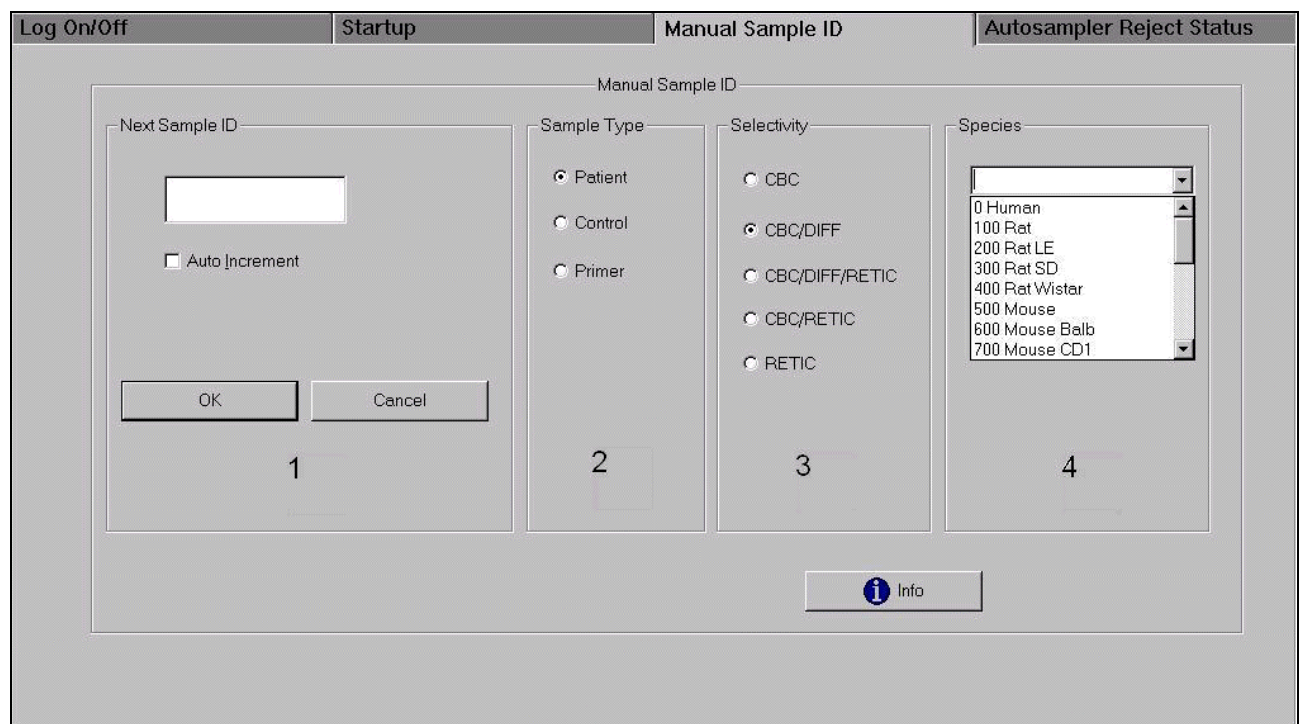 Log On/Off
Startup
Manual Sample ID
Autosampler Reject Status
Manual Sample ID
Next Sample ID
Auto Increment
OK
Cancel
1
Sample Type
Patient
Control
Primer
2
Selectivity
CBC
CBC/DIFF
CBC/DIFF/RETIC
CBC/RETIC
RETIC
3
Species
0 Human
100 Rat
200 Rat LE
300 Rat SD
400 Rat Wistar
500 Mouse
600 Mouse Balb
700 Mouse CD1
4
Info